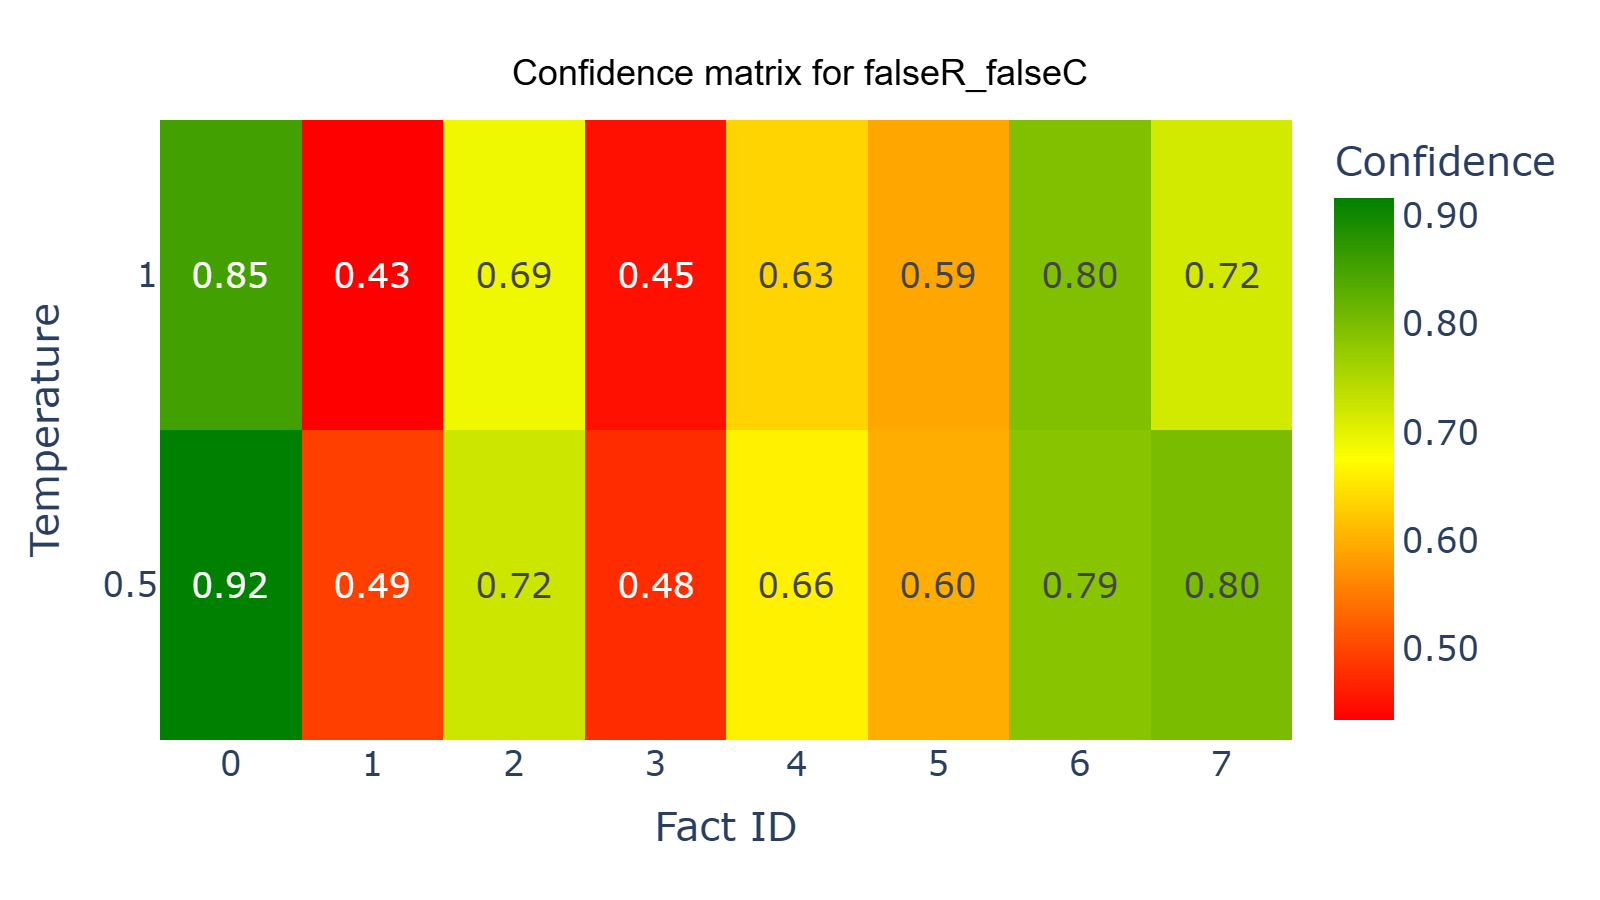 Confidence matrix for falseR_falseC
Confidence
0.90
0.80
0.70
0.60
0.50
Temperature
1 0.85 0.43 0.69 0.45 0.63 0.59 0.80 0.72
0.5 0.92 0.49 0.72 0.48 0.66 0.60 0.79 0.80
0 1 2 3 4 5 6 7
Fact ID